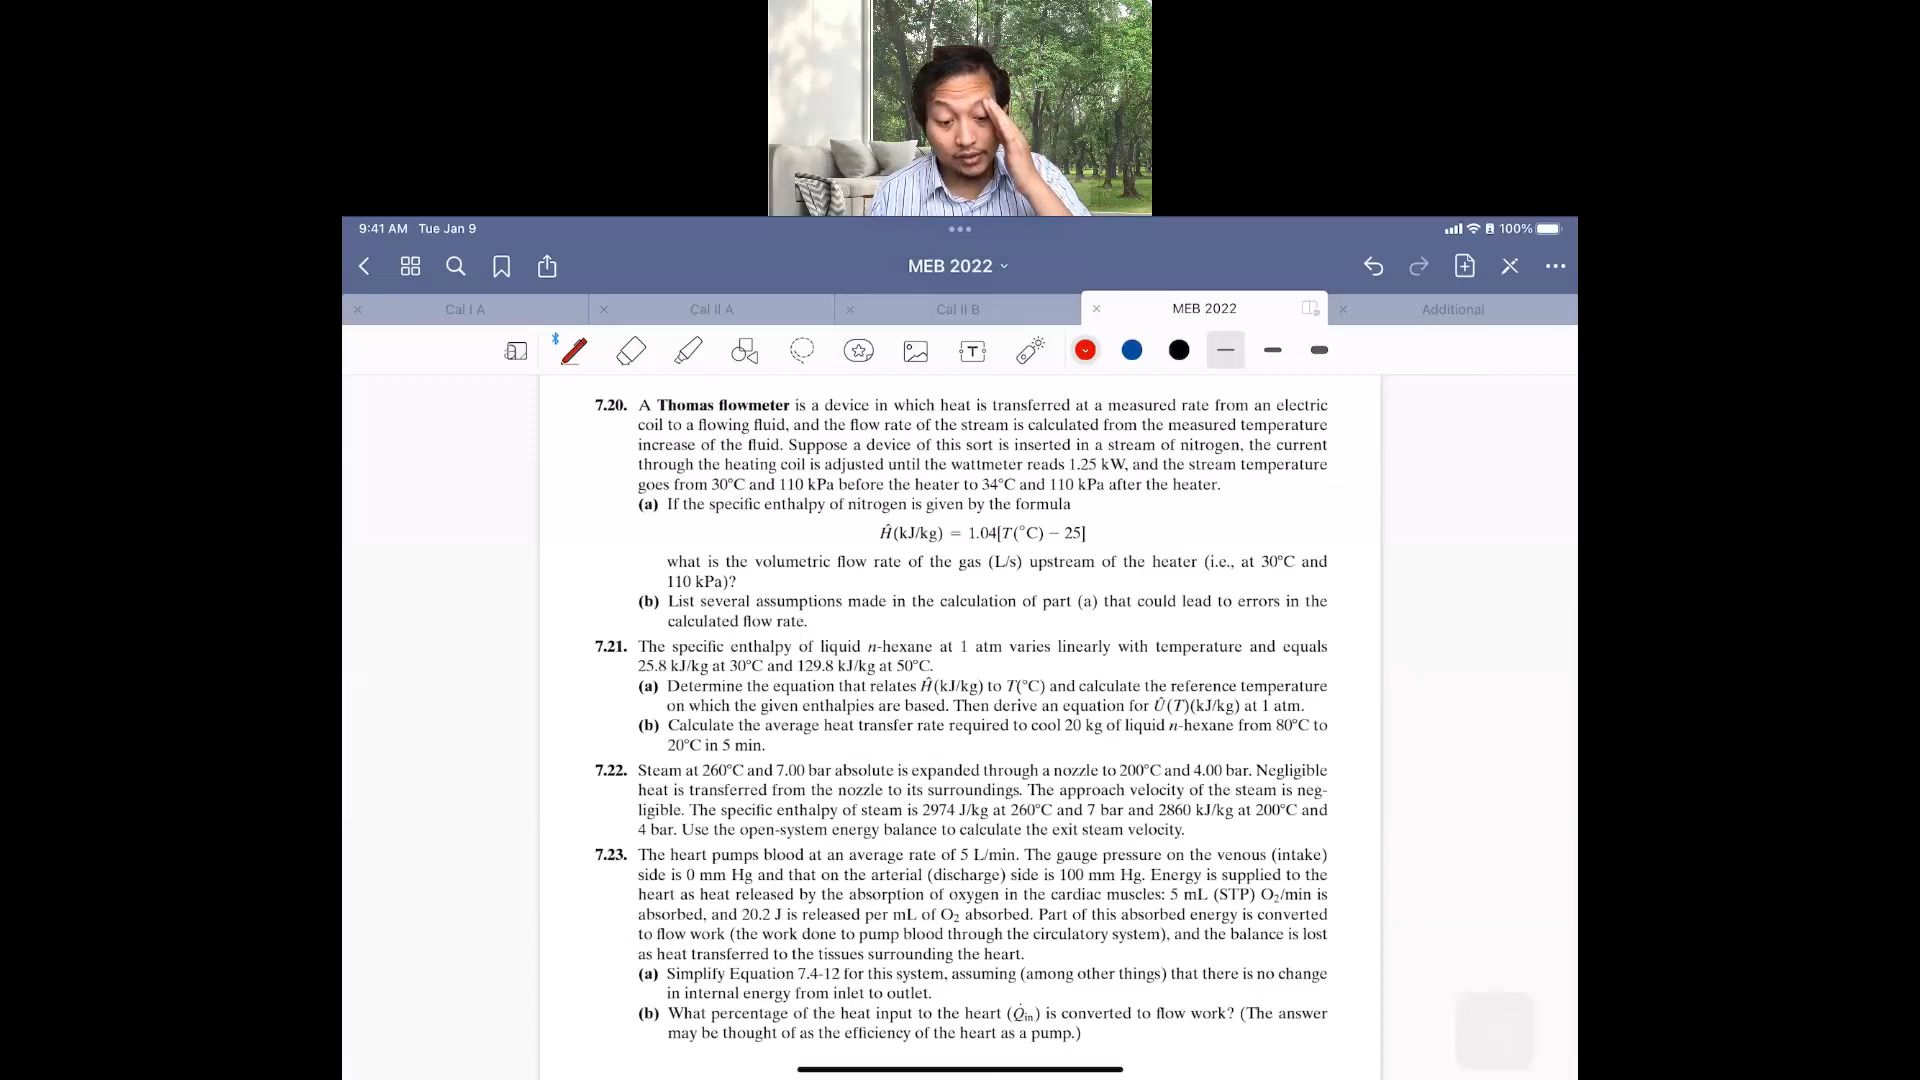 9:41 AM Tue Jan 9
100%
MEB 2022
Cal I A
Cal II A
Cal II B
MEB 2022
Additional
T
7.20. A Thomas flowmeter is a device in which heat is transferred at a measured rate from an electric
coil to a flowing fluid, and the flow rate of the stream is calculated from the measured temperature
increase of the fluid. Suppose a device of this sort is inserted in a stream of nitrogen, the current
through the heating coil is adjusted until the wattmeter reads 1.25 kW, and the stream temperature
goes from 30°C and 110 kPa before the heater to 34°C and 110 kPa after the heater.
(a) If the specific enthalpy of nitrogen is given by the formula
Ĥ(kJ/kg) = 1.04[T(°C) − 25]
what is the volumetric flow rate of the gas (L/s) upstream of the heater (i.e., at 30°C and
110 kPa)?
(b) List several assumptions made in the calculation of part (a) that could lead to errors in the
calculated flow rate.
7.21. The specific enthalpy of liquid n-hexane at 1 atm varies linearly with temperature and equals
25.8 kJ/kg at 30°C and 129.8 kJ/kg at 50°C.
(a) Determine the equation that relates Ĥ(kJ/kg) to T(°C) and calculate the reference temperature
on which the given enthalpies are based. Then derive an equation for Û(T)(kJ/kg) at 1 atm.
(b) Calculate the average heat transfer rate required to cool 20 kg of liquid n-hexane from 80°C to
20°C in 5 min.
7.22. Steam at 260°C and 7.00 bar absolute is expanded through a nozzle to 200°C and 4.00 bar. Negligible
heat is transferred from the nozzle to its surroundings. The approach velocity of the steam is neg-
ligible. The specific enthalpy of steam is 2974 J/kg at 260°C and 7 bar and 2860 kJ/kg at 200°C and
4 bar. Use the open-system energy balance to calculate the exit steam velocity.
7.23. The heart pumps blood at an average rate of 5 L/min. The gauge pressure on the venous (intake)
side is 0 mm Hg and that on the arterial (discharge) side is 100 mm Hg. Energy is supplied to the
heart as heat released by the absorption of oxygen in the cardiac muscles: 5 mL (STP) O₂/min is
absorbed, and 20.2 J is released per mL of O₂ absorbed. Part of this absorbed energy is converted
to flow work (the work done to pump blood through the circulatory system), and the balance is lost
as heat transferred to the tissues surrounding the heart.
(a) Simplify Equation 7.4-12 for this system, assuming (among other things) that there is no change
in internal energy from inlet to outlet.
(b) What percentage of the heat input to the heart (Q̇in) is converted to flow work? (The answer
may be thought of as the efficiency of the heart as a pump.)